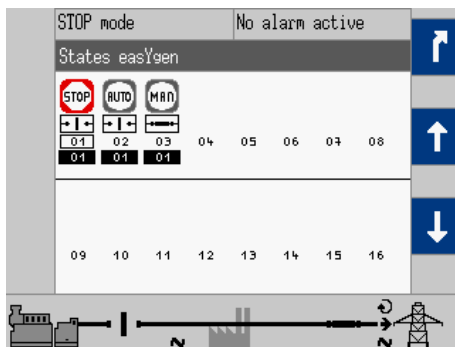 STOP mode No alarm active
States easYgen
STOP AUTO MAN
01 02 03 04 05 06 07 08
01 01 01
09 10 11 12 13 14 15 16